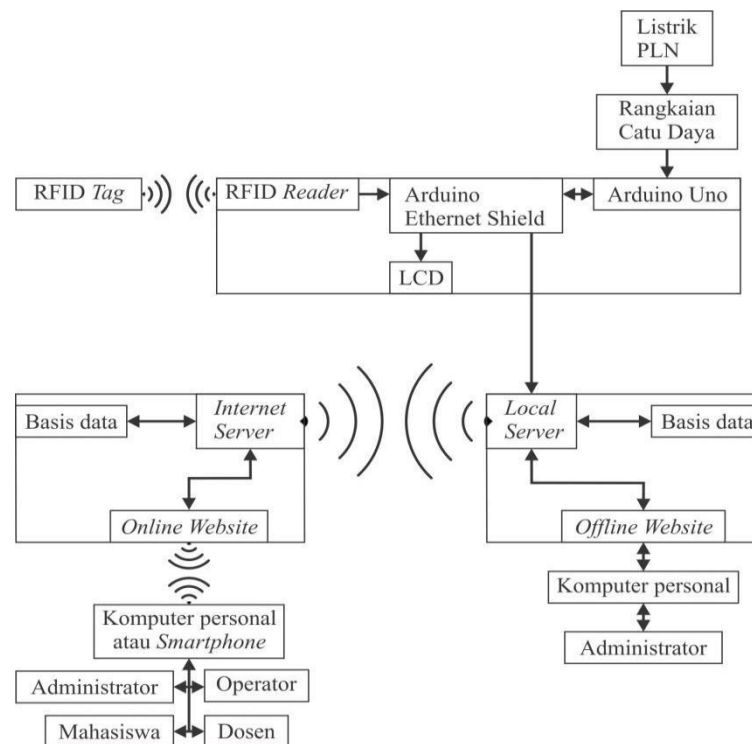 Listrik
PLN
Rangkaian
Catu Daya
RFID Tag
RFID Reader
Arduino
Ethernet Shield
Arduino Uno
LCD
Basis data
Internet
Server
Local
Server
Basis data
Online Website
Offline Website
Komputer personal
atau Smartphone
Komputer personal
Administrator
Administrator
Operator
Mahasiswa
Dosen